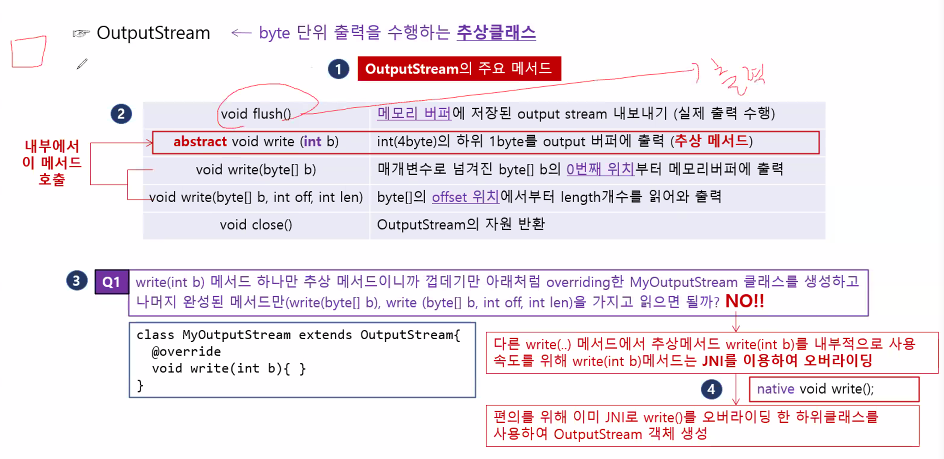 ☞ OutputStream ← byte 단위 출력을 수행하는 추상클래스
1 OutputStream의 주요 메서드
출력
2
void flush() 메모리 버퍼에 저장된 output stream 내보내기 (실제 출력 수행)
abstract void write (int b) int(4byte)의 하위 1byte를 output 버퍼에 출력 (추상 메서드)
void write(byte[] b) 매개변수로 넘겨진 byte[] b의 0번째 위치부터 메모리버퍼에 출력
void write(byte[] b, int off, int len) byte[]의 offset 위치에서부터 length개수를 읽어와 출력
void close() OutputStream의 자원 반환
내부에서
이 메서드
호출
3 Q1 write(int b) 메서드 하나만 추상 메서드이니까 껍데기만 아래처럼 overriding한 MyOutputStream 클래스를 생성하고
나머지 완성된 메서드만(write(byte[] b), write (byte[] b, int off, int len)을 가지고 읽으면 될까? NO!!
class MyOutputStream extends OutputStream{
@override
void write(int b){ }
}
다른 write(..) 메서드에서 추상메서드 write(int b)를 내부적으로 사용
속도를 위해 write(int b)메서드는 JNI를 이용하여 오버라이딩
4 native void write();
편의를 위해 이미 JNI로 write()를 오버라이딩 한 하위클래스를
사용하여 OutputStream 객체 생성